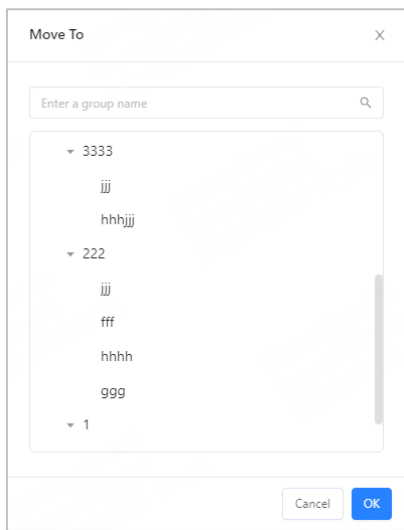 Move To
Enter a group name
3333
jjj
hhhjjj
222
jjj
fff
hhhh
ggg
1
Cancel
OK